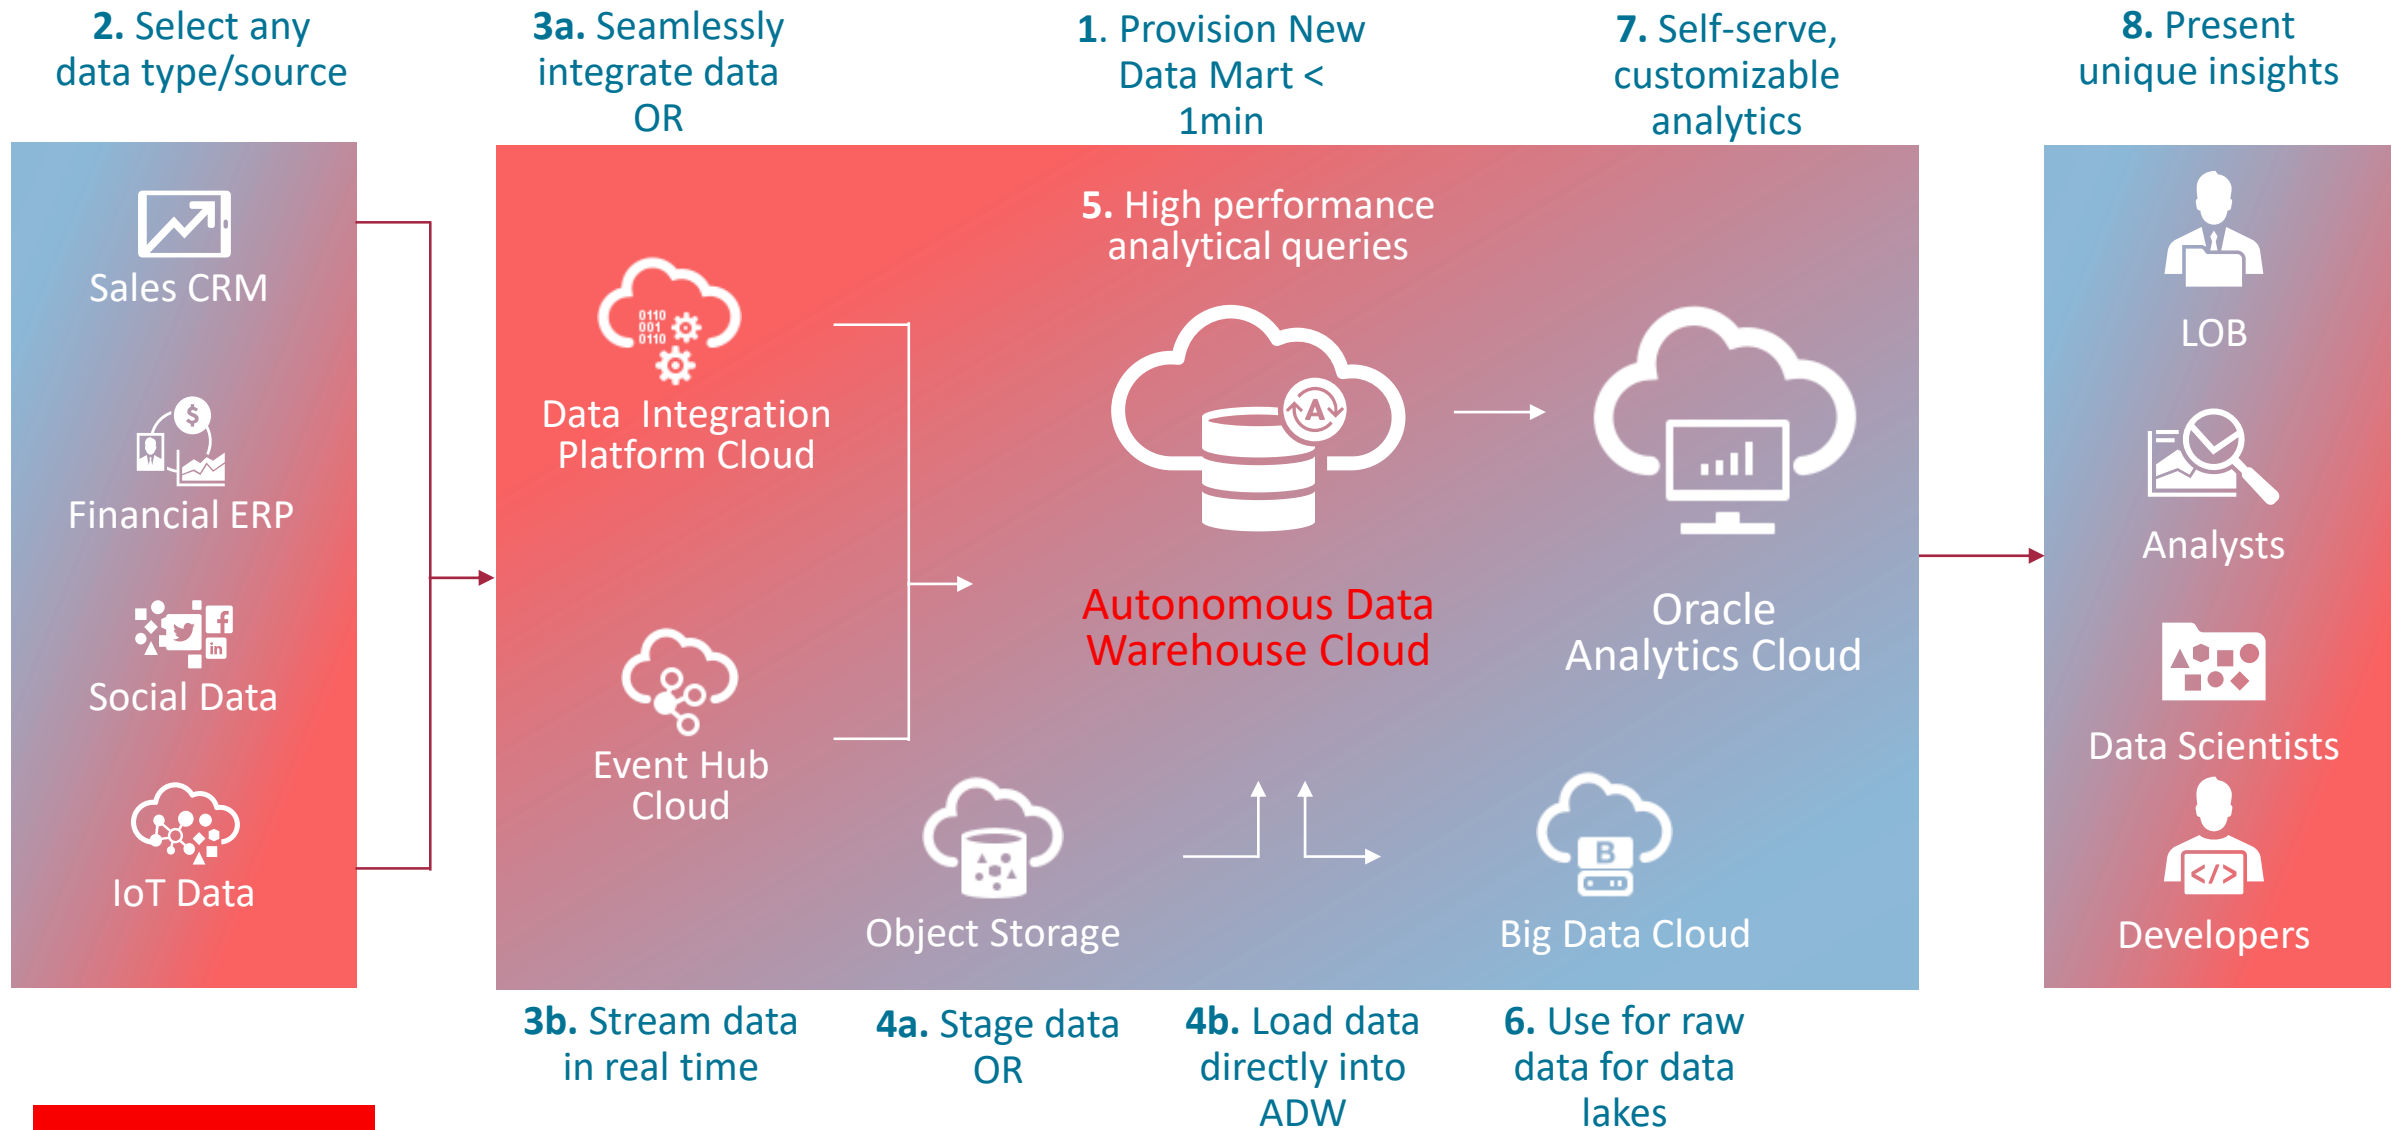 2. Select any
data type/source
3a. Seamlessly
integrate data
OR
1. Provision New
Data Mart <
1min
7. Self-serve,
customizable
analytics
8. Present
unique insights
Sales CRM
Financial ERP
$
Social Data
f
in
IoT Data
0110
001
0110
Data  Integration
Platform Cloud
Event Hub
Cloud
5. High performance
analytical queries
A
Autonomous Data
Warehouse Cloud
Oracle
Analytics Cloud
Object Storage
B
Big Data Cloud
LOB
Analysts
Data Scientists
</>
Developers
3b. Stream data
in real time
4a. Stage data
OR
4b. Load data
directly into
ADW
6. Use for raw
data for data
lakes